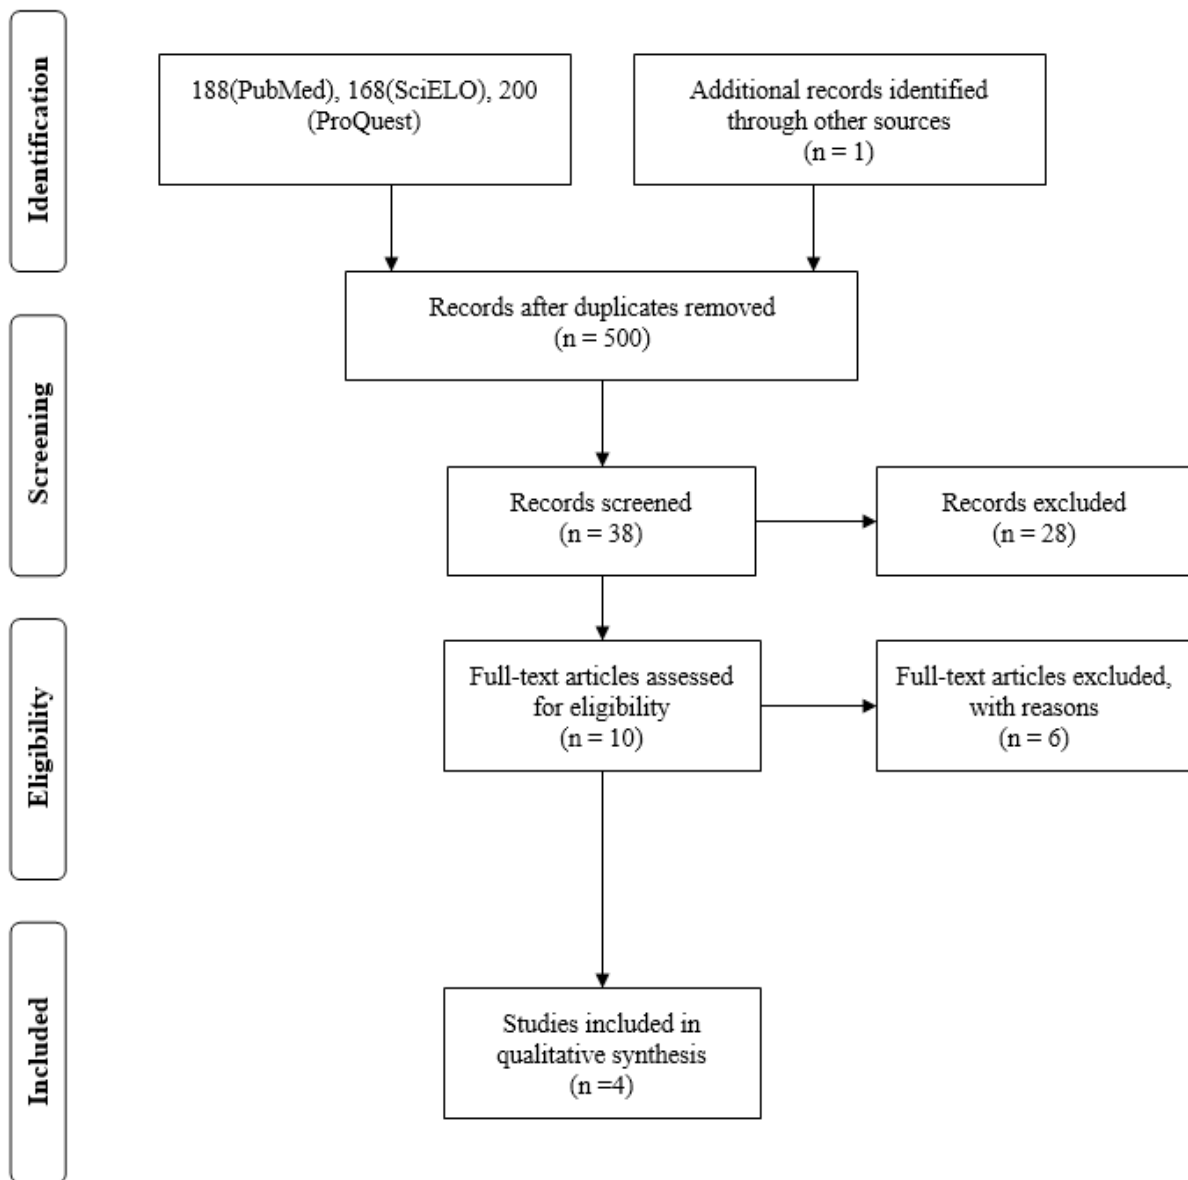 Identification
188(PubMed), 168(SciELO), 200
(ProQuest)
Additional records identified
through other sources
(n = 1)
Records after duplicates removed
(n = 500)
Screening
Records screened
(n = 38)
Records excluded
(n = 28)
Eligibility
Full-text articles assessed
for eligibility
(n = 10)
Full-text articles excluded,
with reasons
(n = 6)
Included
Studies included in
qualitative synthesis
(n =4)